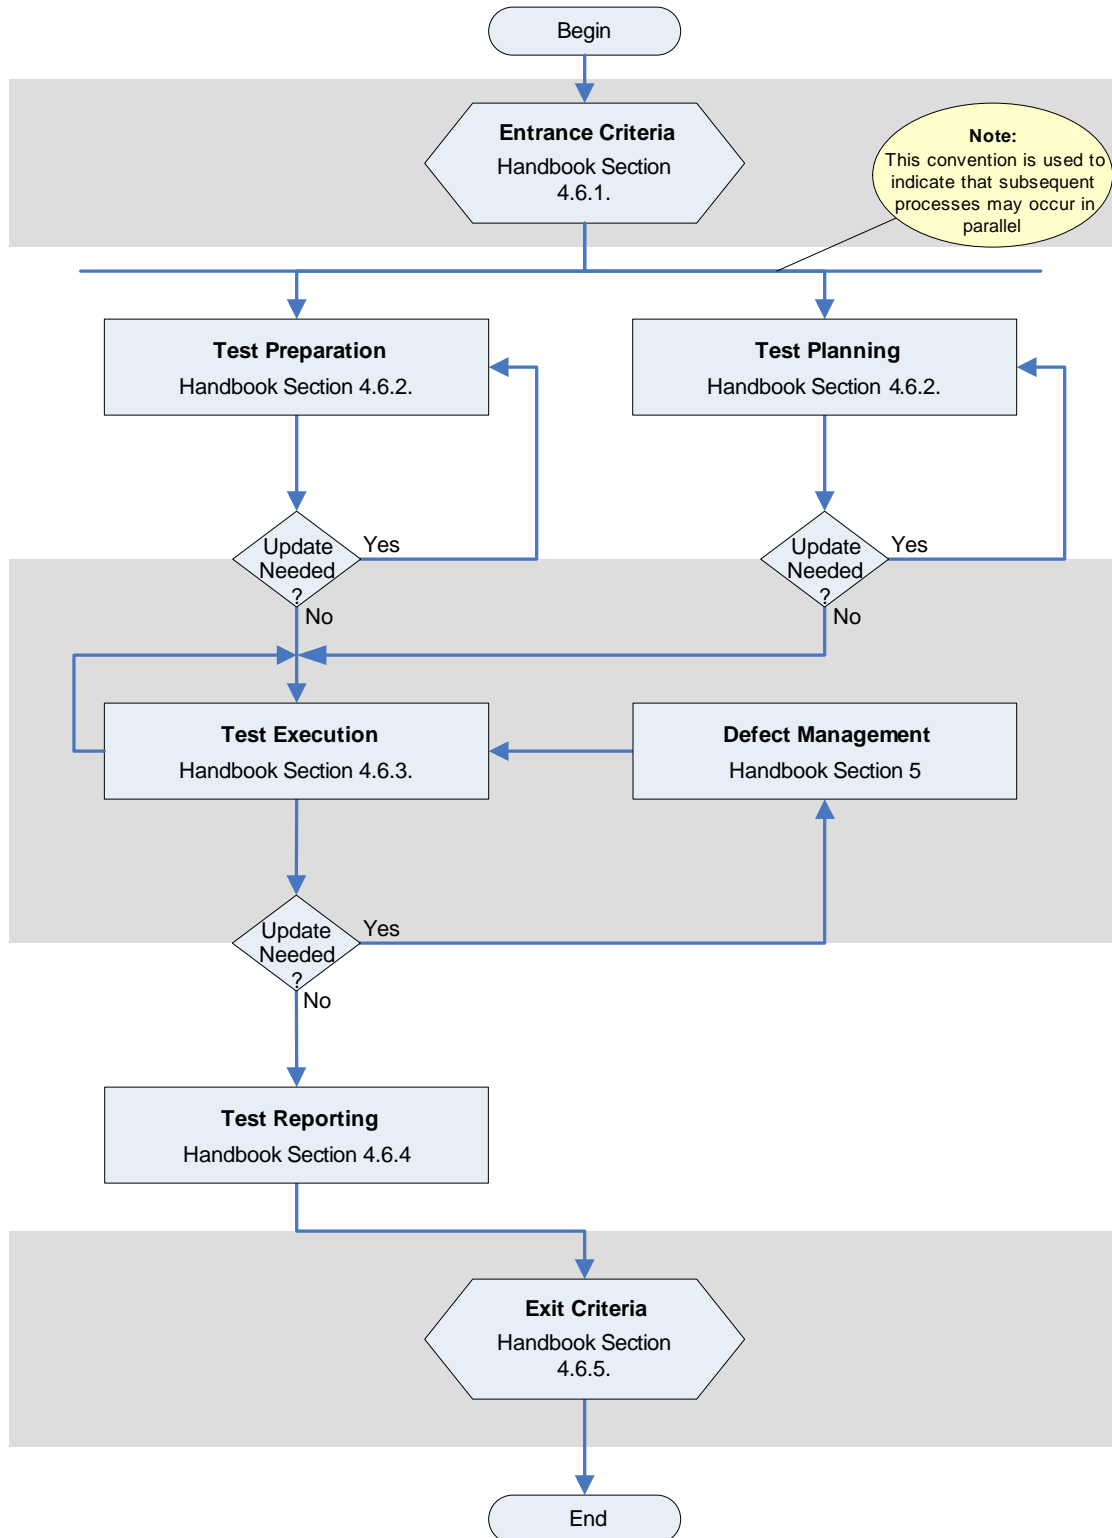 Begin
Entrance Criteria
Handbook Section
4.6.1.
Note:
This convention is used to
indicate that subsequent
processes may occur in
parallel
Test Preparation
Handbook Section 4.6.2.
Test Planning
Handbook Section 4.6.2.
Update
Needed
?
Yes
No
Update
Needed
?
Yes
No
Test Execution
Handbook Section 4.6.3.
Defect Management
Handbook Section 5
Update
Needed
?
Yes
No
Test Reporting
Handbook Section 4.6.4
Exit Criteria
Handbook Section
4.6.5.
End